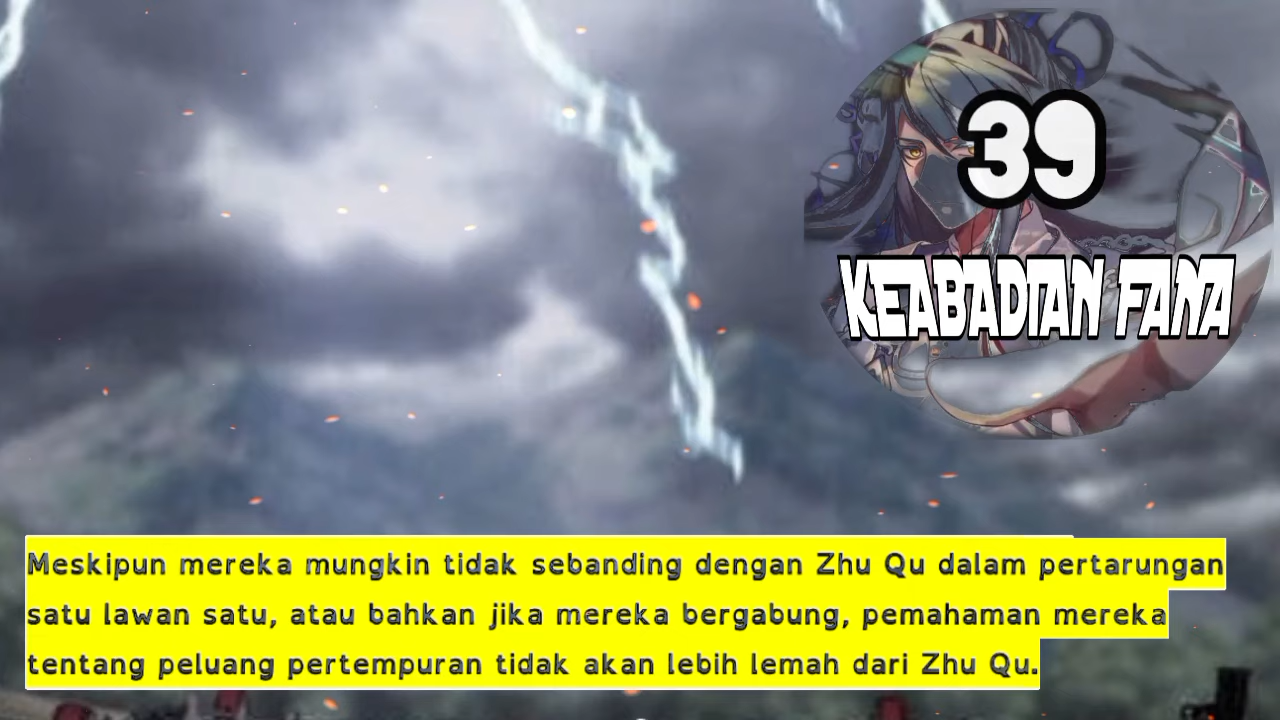 39
KEABADIAN FANA
Meskipun mereka mungkin tidak sebanding dengan Zhu Qu dalam pertarungan
satu lawan satu, atau bahkan jika mereka bergabung, pemahaman mereka
tentang peluang pertempuran tidak akan lebih lemah dari Zhu Qu.